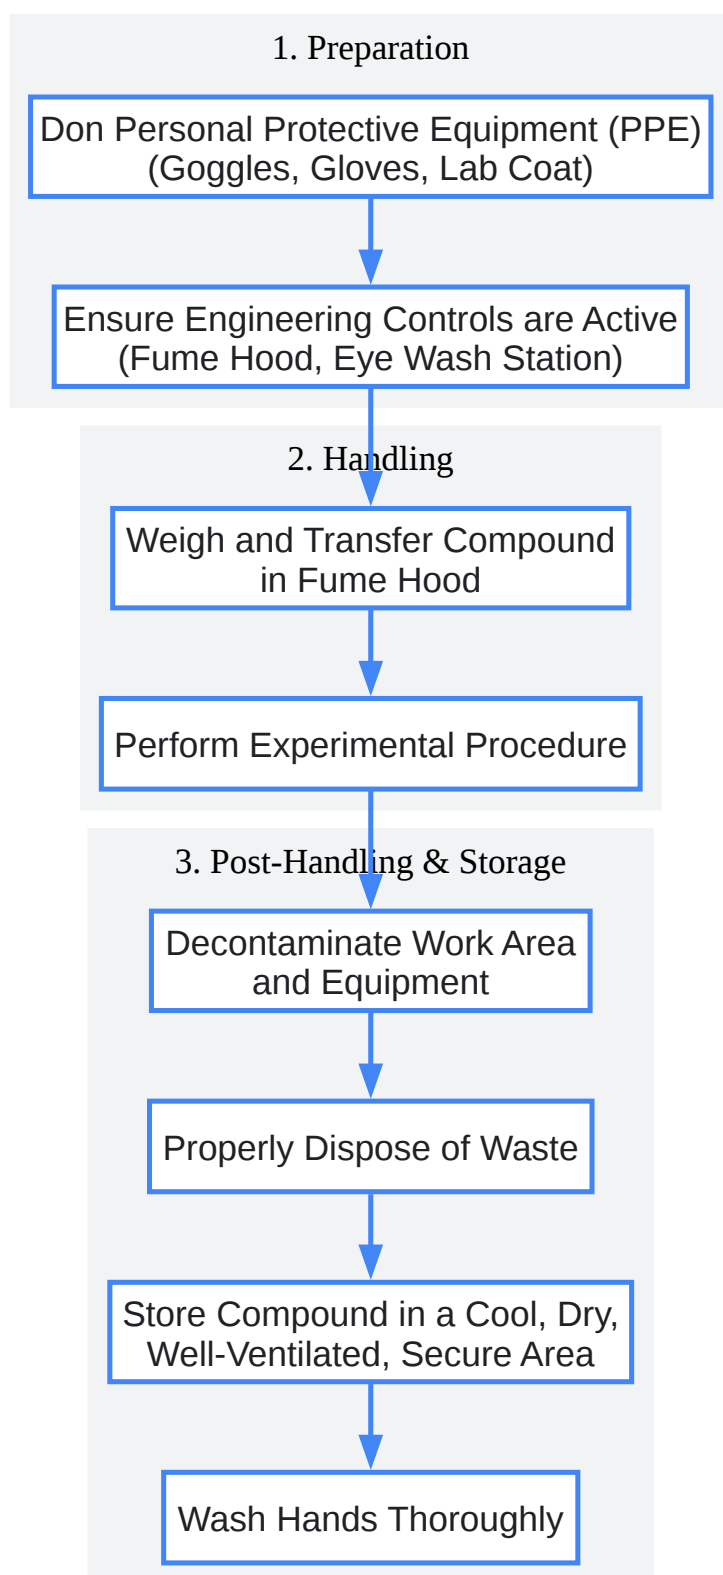 1. Preparation
Don Personal Protective Equipment (PPE)
(Goggles, Gloves, Lab Coat)
Ensure Engineering Controls are Active
(Fume Hood, Eye Wash Station)
2. Handling
Weigh and Transfer Compound
in Fume Hood
Perform Experimental Procedure
3. Post-Handling & Storage
Decontaminate Work Area
and Equipment
Properly Dispose of Waste
Store Compound in a Cool, Dry,
Well-Ventilated, Secure Area
Wash Hands Thoroughly